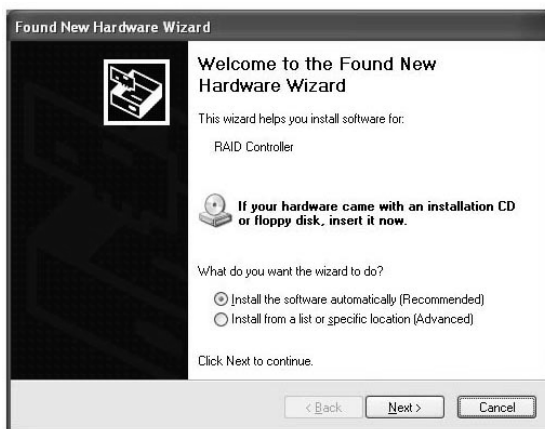 Found New Hardware Wizard
Welcome to the Found New
Hardware Wizard
This wizard helps you install software for:
RAID Controller
If your hardware came with an installation CD
or floppy disk, insert it now.
What do you want the wizard to do?
Install the software automatically (Recommended)
Install from a list or specific location (Advanced)
Click Next to continue.
< Back Next > Cancel